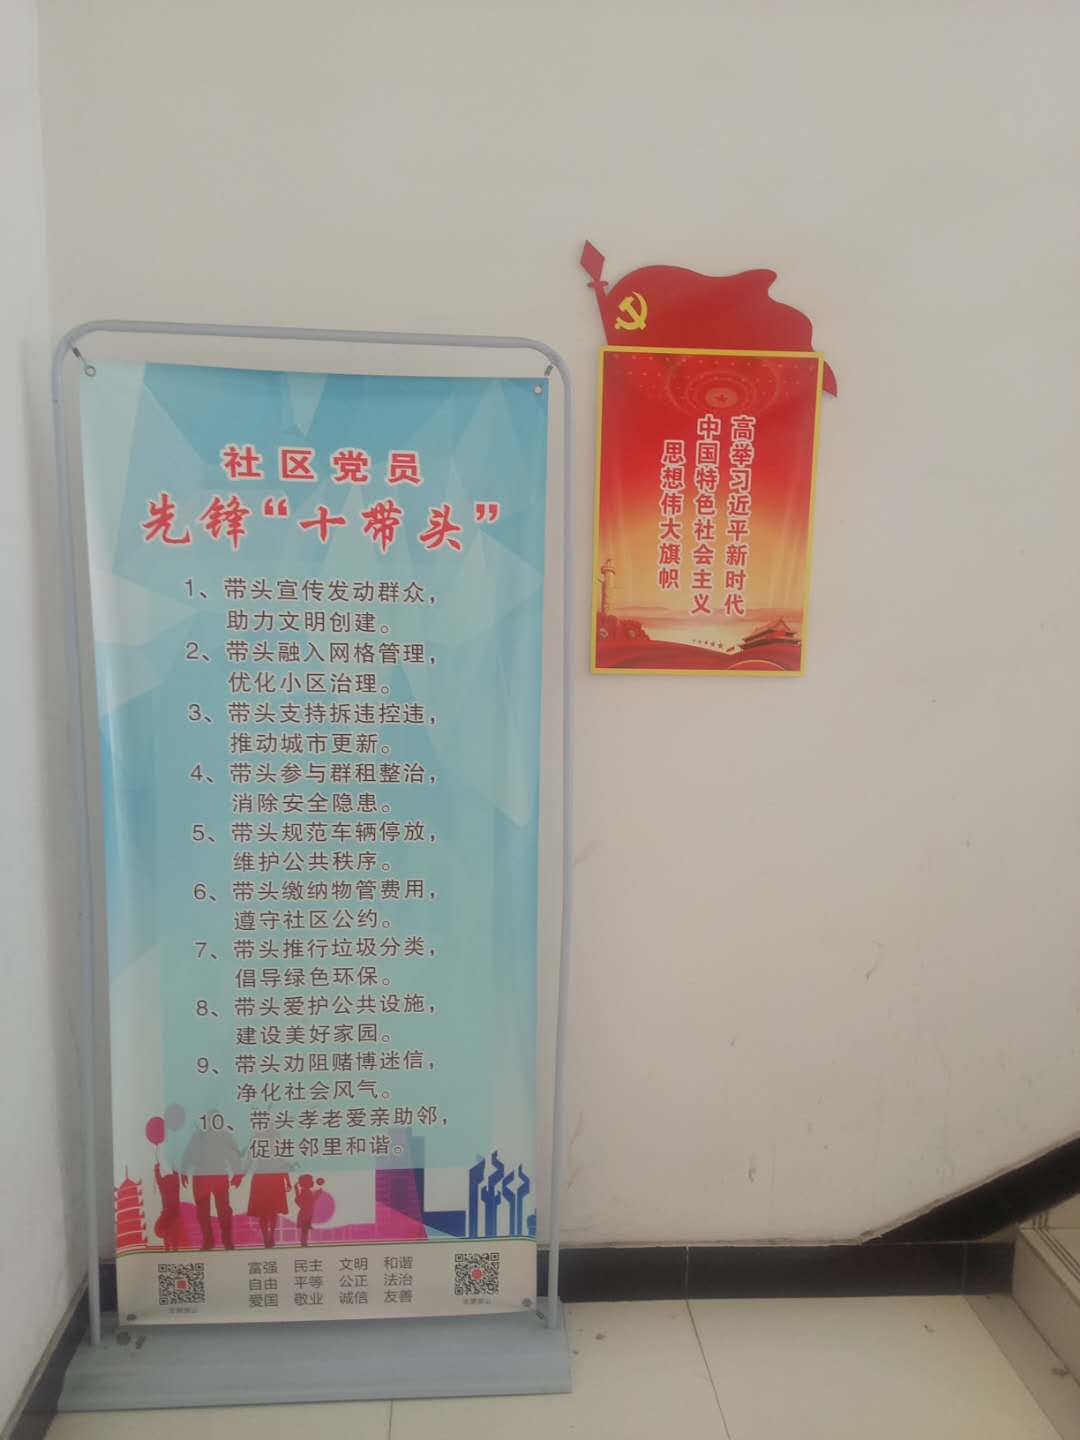 社区党员
先锋“十带头”
1、带头宣传发动群众，
助力文明创建。
2、带头融入网格管理，
优化小区治理。
3、带头支持拆违控违，
推动城市更新。
4、带头参与群租整治，
消除安全隐患。
5、带头规范车辆停放，
维护公共秩序。
6、带头缴纳物管费用，
遵守社区公约。
7、带头推行垃圾分类，
倡导绿色环保。
8、带头爱护公共设施，
建设美好家园。
9、带头劝阻赌博迷信，
净化社会风气。
10、带头孝老爱亲助邻，
促进邻里和谐。
富强 民主 文明 和谐
自由 平等 公正 法治
爱国 敬业 诚信 友善
高举习近平新时代
中国特色社会主义
思想伟大旗帜